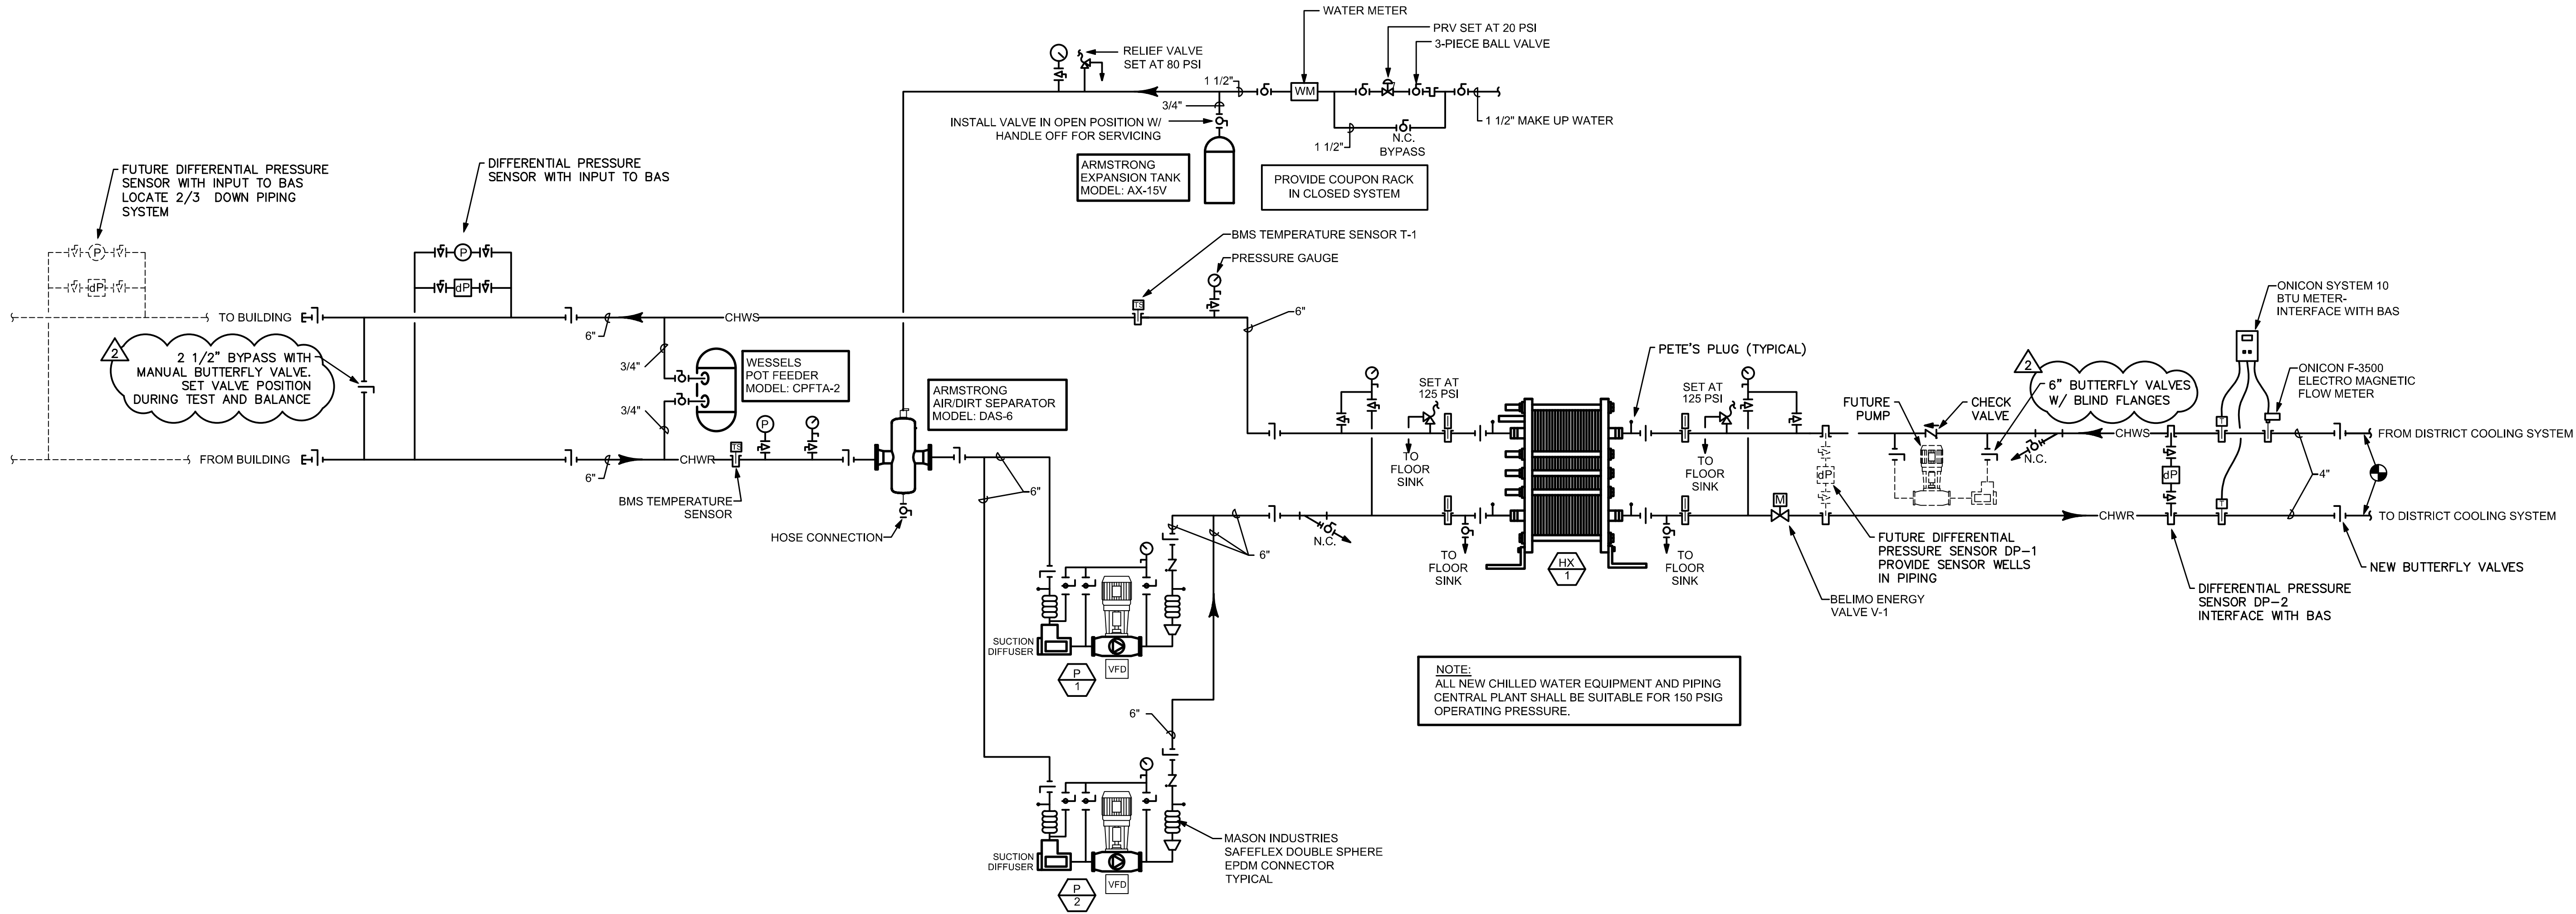 WATER METER
PRV SET AT 20 PSI
3-PIECE BALL VALVE
RELIEF VALVE
SET AT 80 PSI
1 1/2"
WM
3/4"
INSTALL VALVE IN OPEN POSITION W/
HANDLE OFF FOR SERVICING
1 1/2" MAKE UP WATER
N.C.
BYPASS
1 1/2"
ARMSTRONG
EXPANSION TANK
MODEL: AX-15V
PROVIDE COUPON RACK
IN CLOSED SYSTEM
FUTURE DIFFERENTIAL PRESSURE
SENSOR WITH INPUT TO BAS
LOCATE 2/3 DOWN PIPING
SYSTEM
DIFFERENTIAL PRESSURE
SENSOR WITH INPUT TO BAS
P
dP
P
dP
BMS TEMPERATURE SENSOR T-1
PRESSURE GAUGE
TS
TO BUILDING
6"
CHWS
6"
2
2 1/2" BYPASS WITH
MANUAL BUTTERFLY VALVE.
SET VALVE POSITION
DURING TEST AND BALANCE
3/4"
WESSELS
POT FEEDER
MODEL: CPFTA-2
3/4"
ARMSTRONG
AIR/DIRT SEPARATOR
MODEL: DAS-6
P
TS
FROM BUILDING
6"
CHWR
BMS TEMPERATURE
SENSOR
HOSE CONNECTION
6"
6"
N.C.
SET AT
125 PSI
TO
FLOOR
SINK
TO
FLOOR
SINK
PETE'S PLUG (TYPICAL)
SET AT
125 PSI
TO
FLOOR
SINK
TO
FLOOR
SINK
HX
1
M
BELIMO ENERGY
VALVE V-1
dP
FUTURE DIFFERENTIAL
PRESSURE SENSOR DP-1
PROVIDE SENSOR WELLS
IN PIPING
FUTURE
PUMP
CHECK
VALVE
2
6" BUTTERFLY VALVES
W/ BLIND FLANGES
N.C.
CHWS
CHWR
dP
T
T
ONICON SYSTEM 10
BTU METER-
INTERFACE WITH BAS
ONICON F-3500
ELECTRO MAGNETIC
FLOW METER
FROM DISTRICT COOLING SYSTEM
4"
TO DISTRICT COOLING SYSTEM
NEW BUTTERFLY VALVES
DIFFERENTIAL PRESSURE
SENSOR DP-2
INTERFACE WITH BAS
SUCTION
DIFFUSER
VFD
P
1
6"
SUCTION
DIFFUSER
VFD
P
2
MASON INDUSTRIES
SAFEFLEX DOUBLE SPHERE
EPDM CONNECTOR
TYPICAL
NOTE:
ALL NEW CHILLED WATER EQUIPMENT AND PIPING
CENTRAL PLANT SHALL BE SUITABLE FOR 150 PSIG
OPERATING PRESSURE.